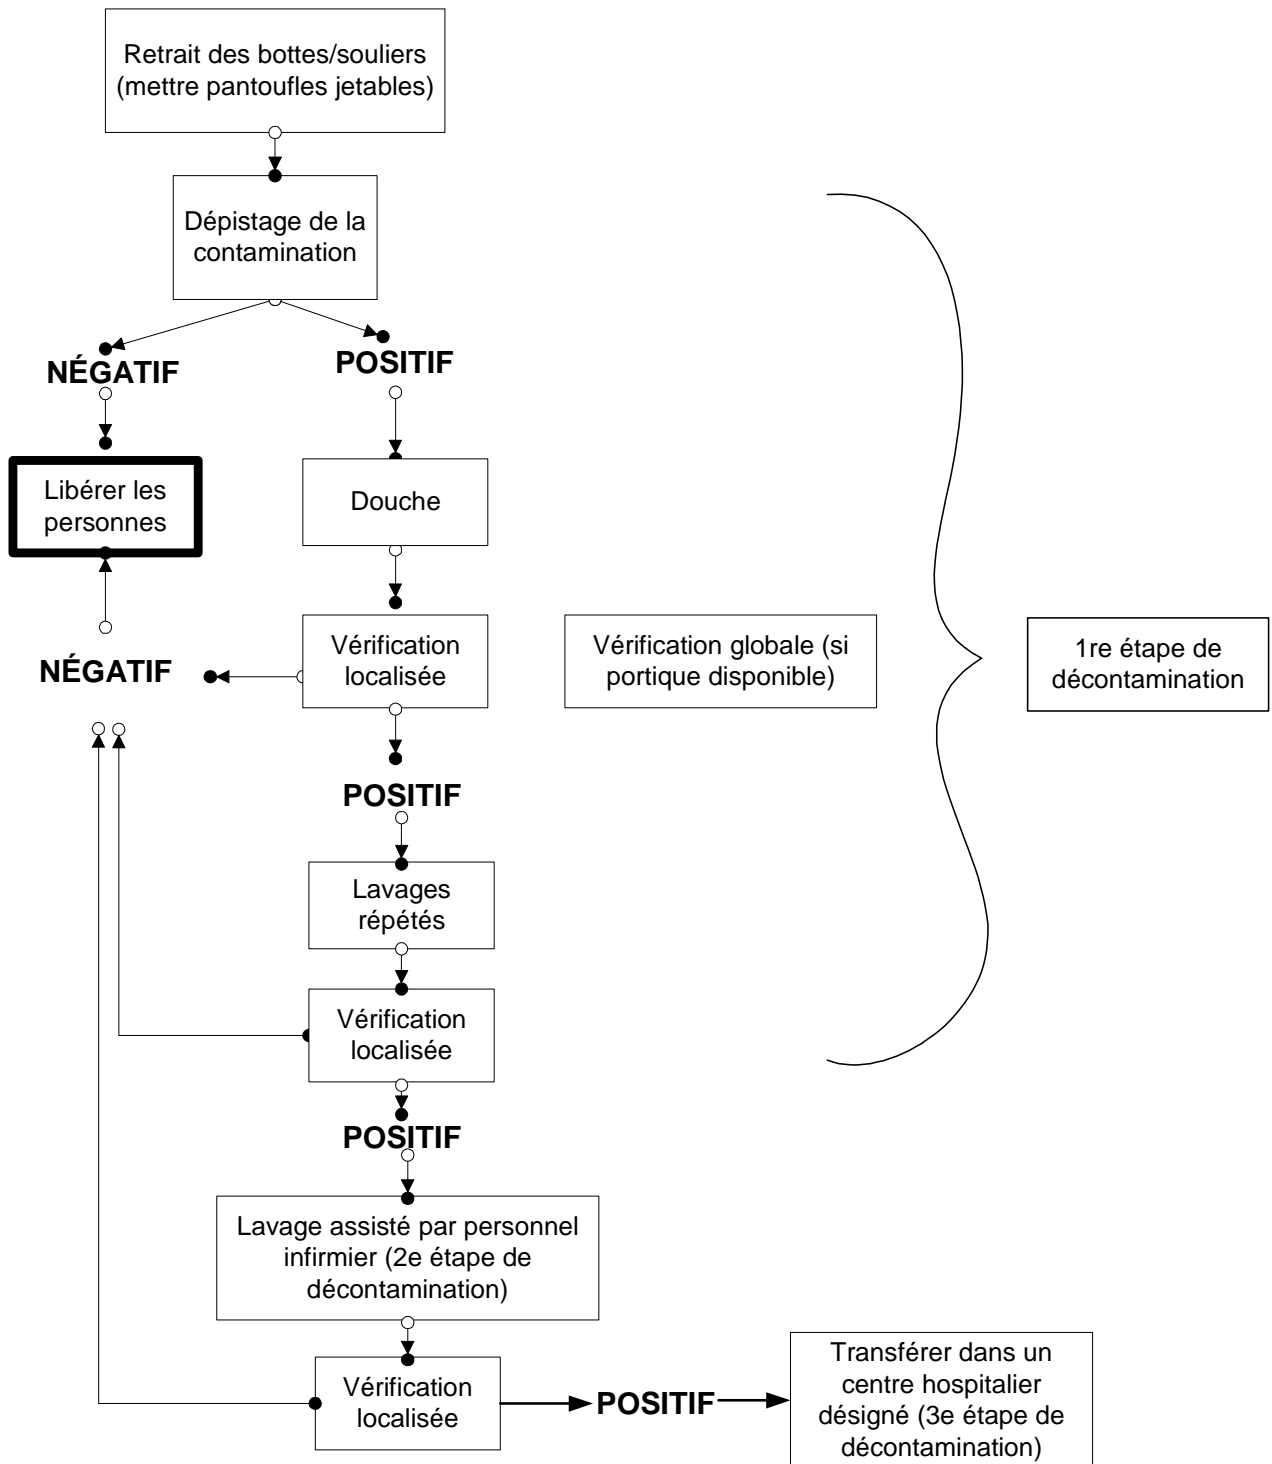 Retrait des bottes/souliers
(mettre pantoufles jetables)
Dépistage de la
contamination
NÉGATIF
POSITIF
Libérer les
personnes
Douche
Vérification
localisée
Vérification globale (si
portique disponible)
1re étape de
décontamination
NÉGATIF
POSITIF
Lavages
répétés
Vérification
localisée
POSITIF
Lavage assisté par personnel
infirmier (2e étape de
décontamination)
Vérification
localisée
POSITIF
Transférer dans un
centre hospitalier
désigné (3e étape de
décontamination)